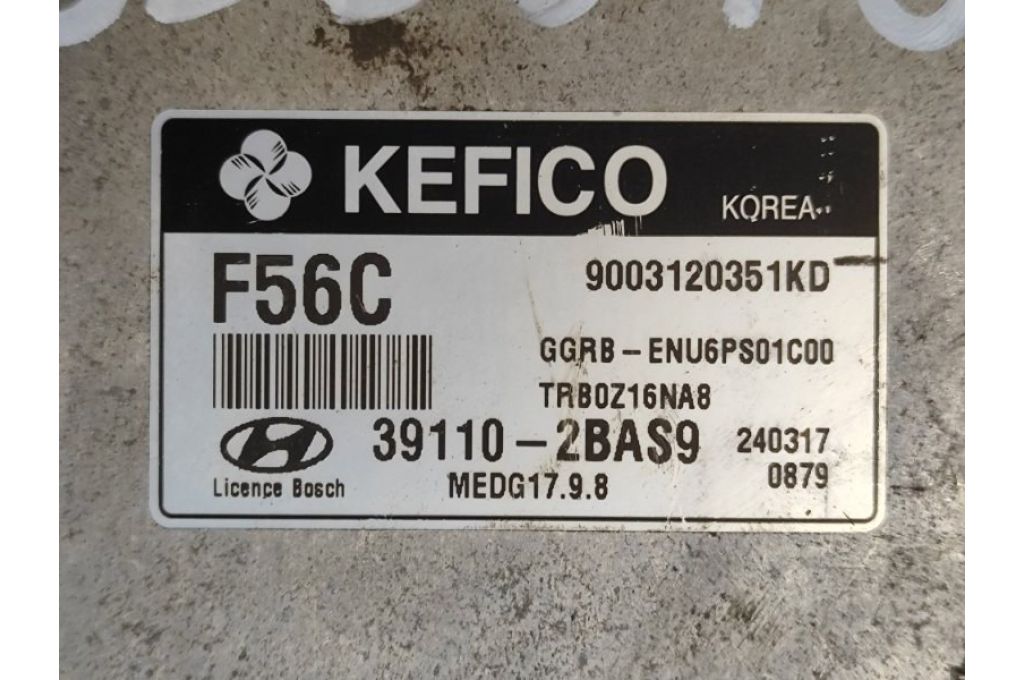 KEFICO KOREA
F56C 9003120351KD
GGRB-ENU6PS01C00
TRB0Z16NA8
39110-2BAS9 240317
Licence Bosch MEDG17.9.8 0879